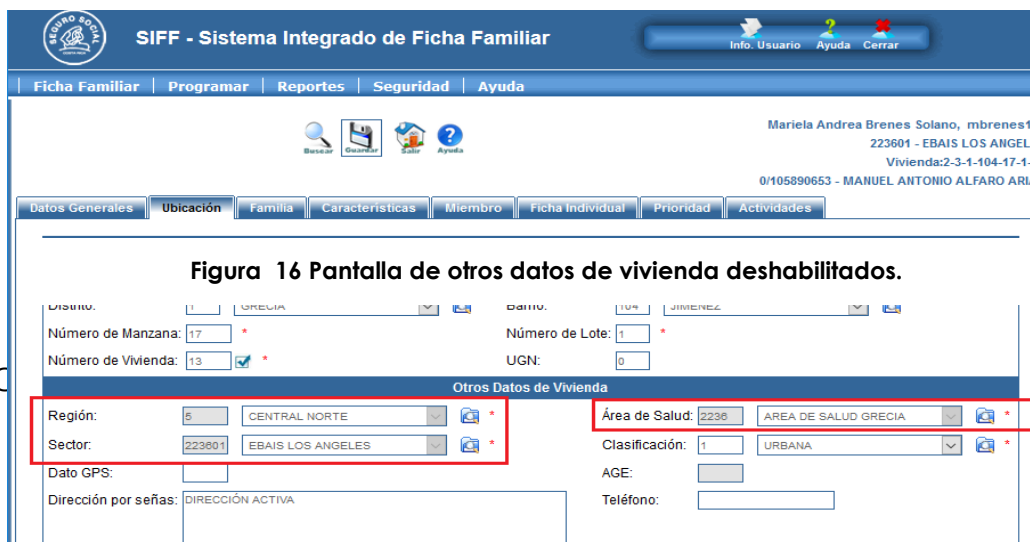 SEGURO SOCIAL
SIFF - Sistema Integrado de Ficha Familiar
Info. Usuario Ayuda Cerrar
Ficha Familiar | Programar | Reportes | Seguridad | Ayuda
Buscar Guardar Salir Ayuda
Mariela Andrea Brenes Solano, mbrenes1
223601 - EBAIS LOS ANGEL
Vivienda:2-3-1-104-17-1-
0/105890653 - MANUEL ANTONIO ALFARO ARI
Datos Generales Ubicación Familia Características Miembro Ficha Individual Prioridad Actividades
Figura 16 Pantalla de otros datos de vivienda deshabilitados.
Distrito: 1 GRECIA Barrio: 104 JIMENEZ
Número de Manzana: 17 * Número de Lote: 1 *
Número de Vivienda: 13 * UGN: 0
Otros Datos de Vivienda
Región: 5 CENTRAL NORTE * Área de Salud: 2236 AREA DE SALUD GRECIA *
Sector: 223601 EBAIS LOS ANGELES * Clasificación: 1 URBANA *
Dato GPS: AGE:
Dirección por señas: DIRECCIÓN ACTIVA Teléfono: